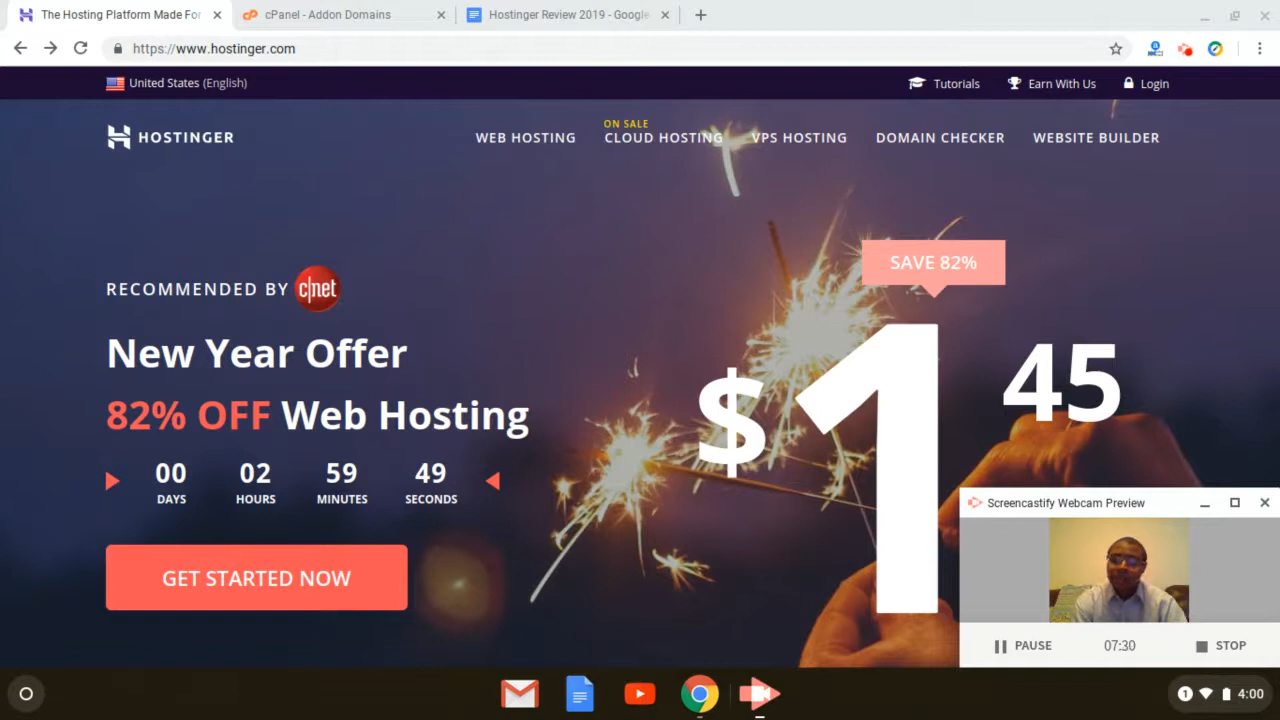 The Hosting Platform Made For
cPanel - Addon Domains
Hostinger Review 2019 - Google
https://www.hostinger.com
United States (English)
Tutorials
Earn With Us
Login
HOSTINGER
WEB HOSTING
ON SALE
CLOUD HOSTING
VPS HOSTING
DOMAIN CHECKER
WEBSITE BUILDER
SAVE 82%
RECOMMENDED BY c|net
New Year Offer
82% OFF Web Hosting
00 02 59 49
DAYS HOURS MINUTES SECONDS
$1 45
GET STARTED NOW
Screencastify Webcam Preview
PAUSE 07:30 STOP
1 4:00